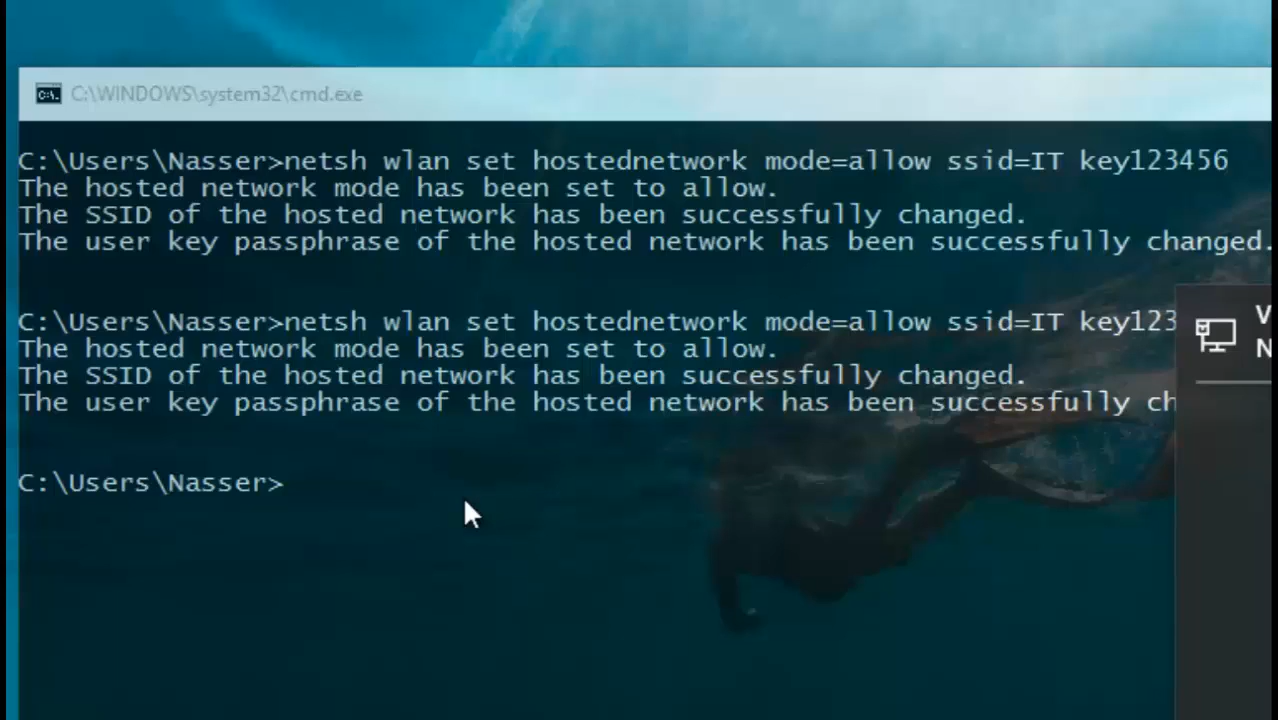 C:\WINDOWS\system32\cmd.exe
C:\Users\Nasser>netsh wlan set hostednetwork mode=allow ssid=IT key123456
The hosted network mode has been set to allow.
The SSID of the hosted network has been successfully changed.
The user key passphrase of the hosted network has been successfully changed.
C:\Users\Nasser>netsh wlan set hostednetwork mode=allow ssid=IT key123
The hosted network mode has been set to allow.
The SSID of the hosted network has been successfully changed.
The user key passphrase of the hosted network has been successfully ch
C:\Users\Nasser>